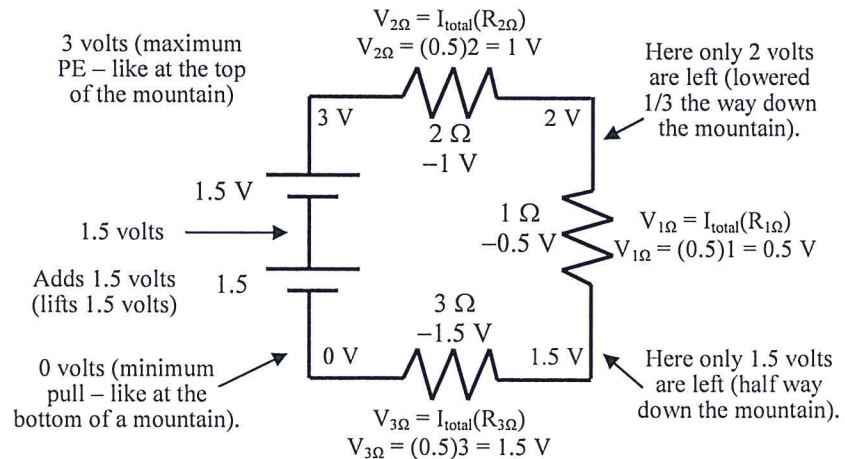 V2Ω = Itotal(R2Ω)
V2Ω = (0.5)2 = 1 V
3 volts (maximum
PE – like at the top
of the mountain)
Here only 2 volts
are left (lowered
1/3 the way down
the mountain).
3 V
2 Ω
–1 V
2 V
1.5 V
1.5 volts
Adds 1.5 volts
(lifts 1.5 volts)
1.5
1 Ω
–0.5 V
V1Ω = Itotal(R1Ω)
V1Ω = (0.5)1 = 0.5 V
3 Ω
–1.5 V
0 V
1.5 V
0 volts (minimum
pull – like at the
bottom of a mountain).
Here only 1.5 volts
are left (half way
down the mountain).
V3Ω = Itotal(R3Ω)
V3Ω = (0.5)3 = 1.5 V